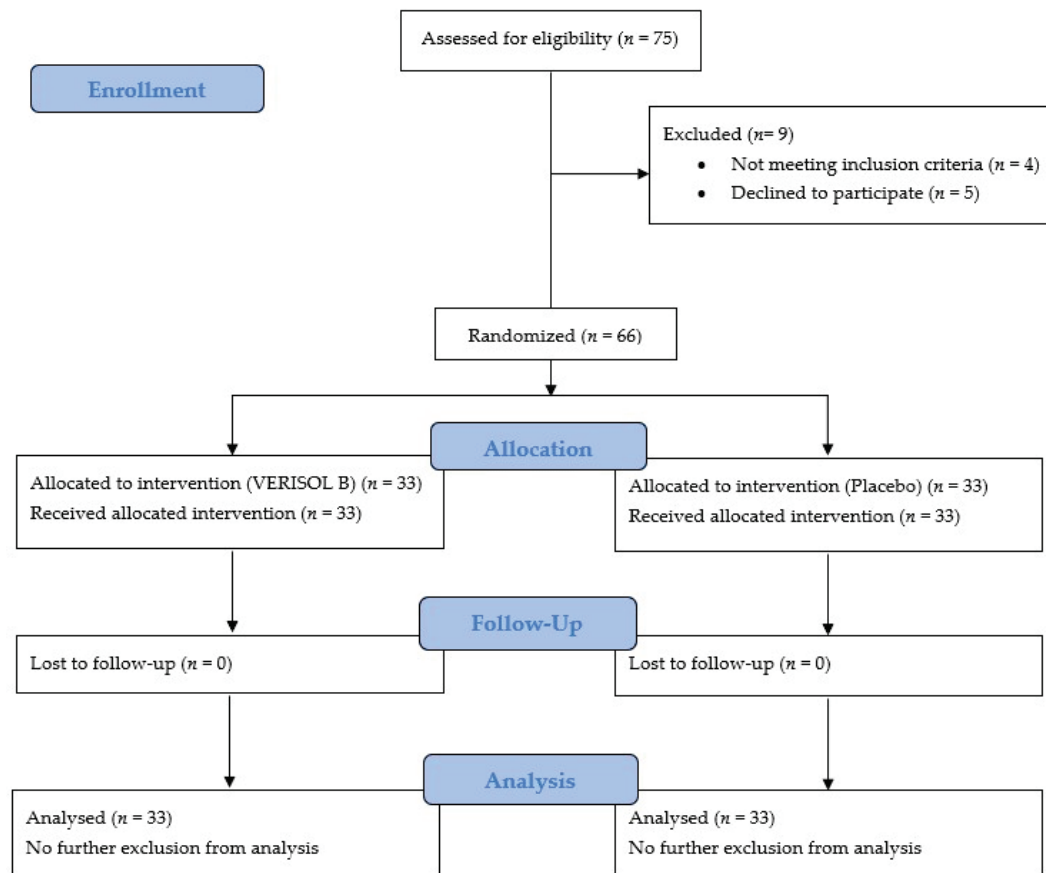 Assessed for eligibility (n = 75)
Enrollment
Excluded (n= 9)
• Not meeting inclusion criteria (n = 4)
• Declined to participate (n = 5)
Randomized (n = 66)
Allocation
Allocated to intervention (VERISOL B) (n = 33)
Received allocated intervention (n = 33)
Allocated to intervention (Placebo) (n = 33)
Received allocated intervention (n = 33)
Follow-Up
Lost to follow-up (n = 0)
Lost to follow-up (n = 0)
Analysis
Analysed (n = 33)
No further exclusion from analysis
Analysed (n = 33)
No further exclusion from analysis